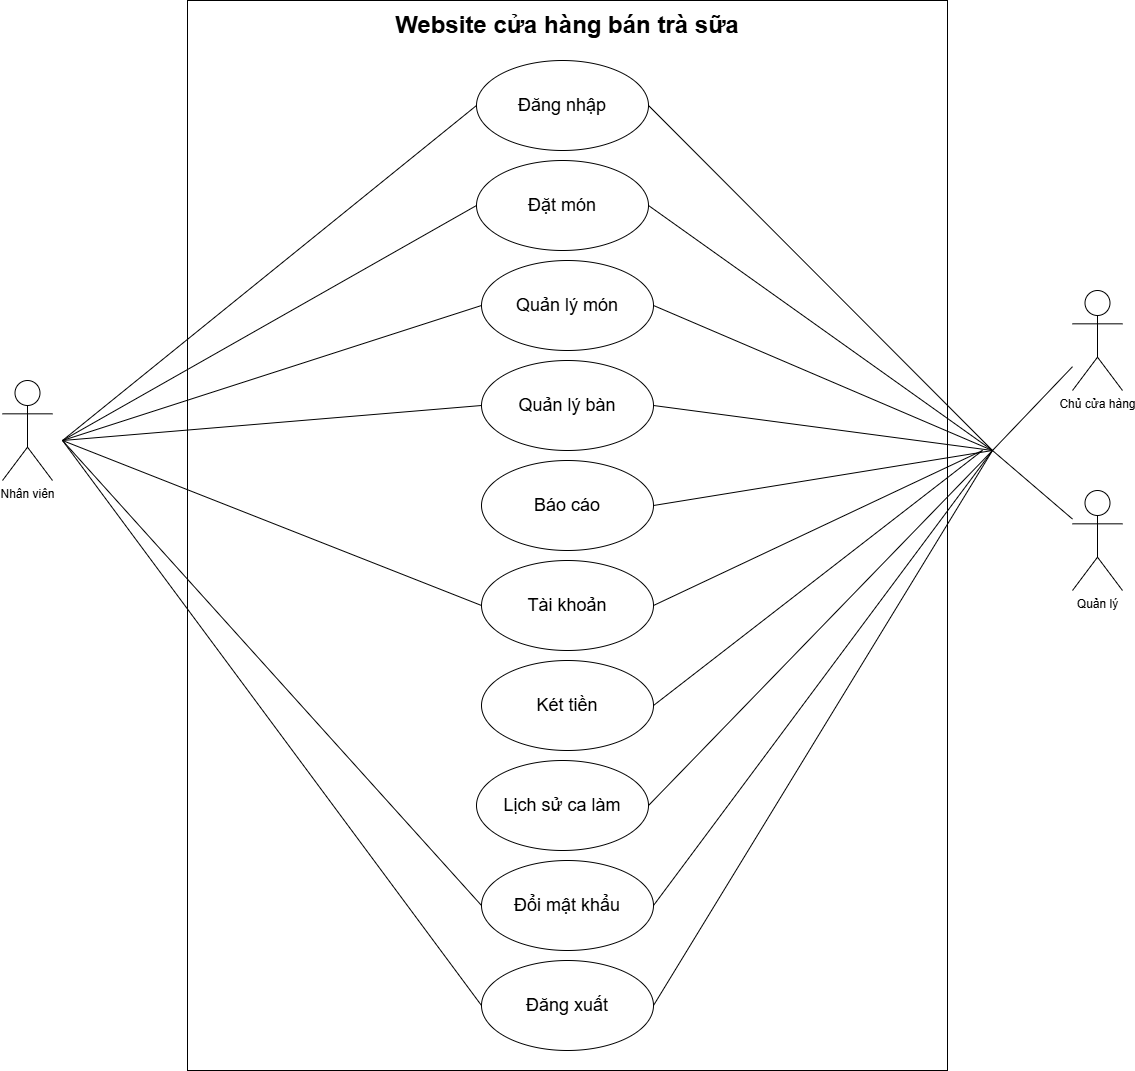 Website cửa hàng bán trà sữa
Đăng nhập
Đặt món
Quản lý món
Quản lý bàn
Báo cáo
Tài khoản
Két tiền
Lịch sử ca làm
Đổi mật khẩu
Đăng xuất
Nhân viên
Chủ cửa hàng
Quản lý